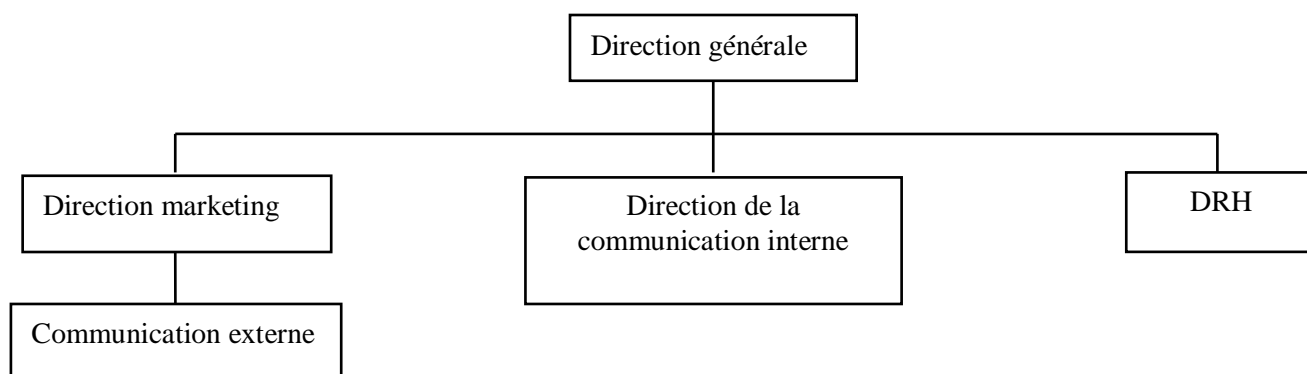 Direction générale
Direction marketing
Direction de la
communication interne
DRH
Communication externe